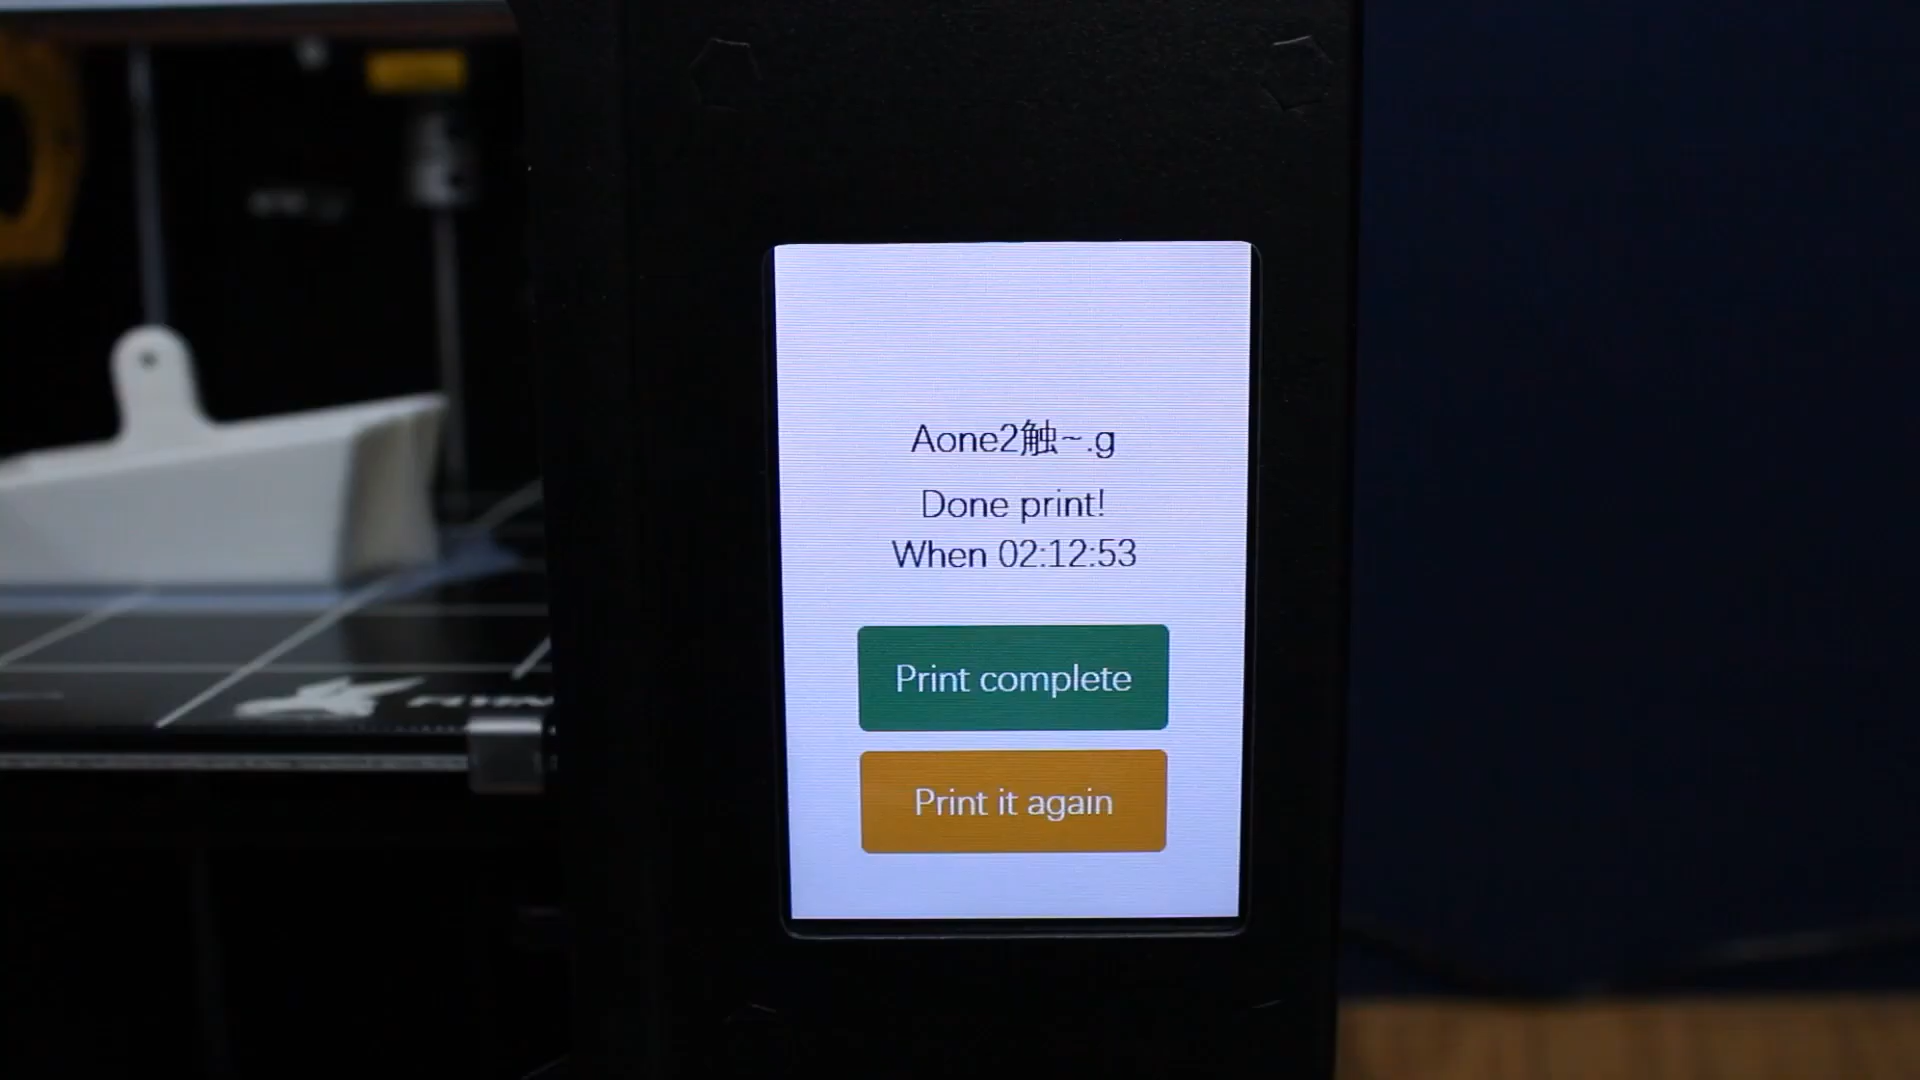 Aone2触~.g
Done print!
When 02:12:53
Print complete
Print it again